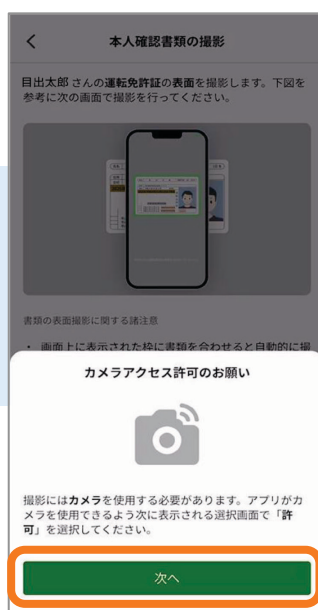 本人確認書類の撮影
目出太郎 さんの運転免許証の表面を撮影します。下図を
参考に次の画面で撮影を行ってください。
書類の表面撮影に関する諸注意
・ 画面上に表示された枠に書類を合わせると自動的に撮
カメラアクセス許可のお願い
撮影にはカメラを使用する必要があります。アプリがカ
メラを使用できるよう次に表示される選択画面で「許
可」を選択してください。
次へ